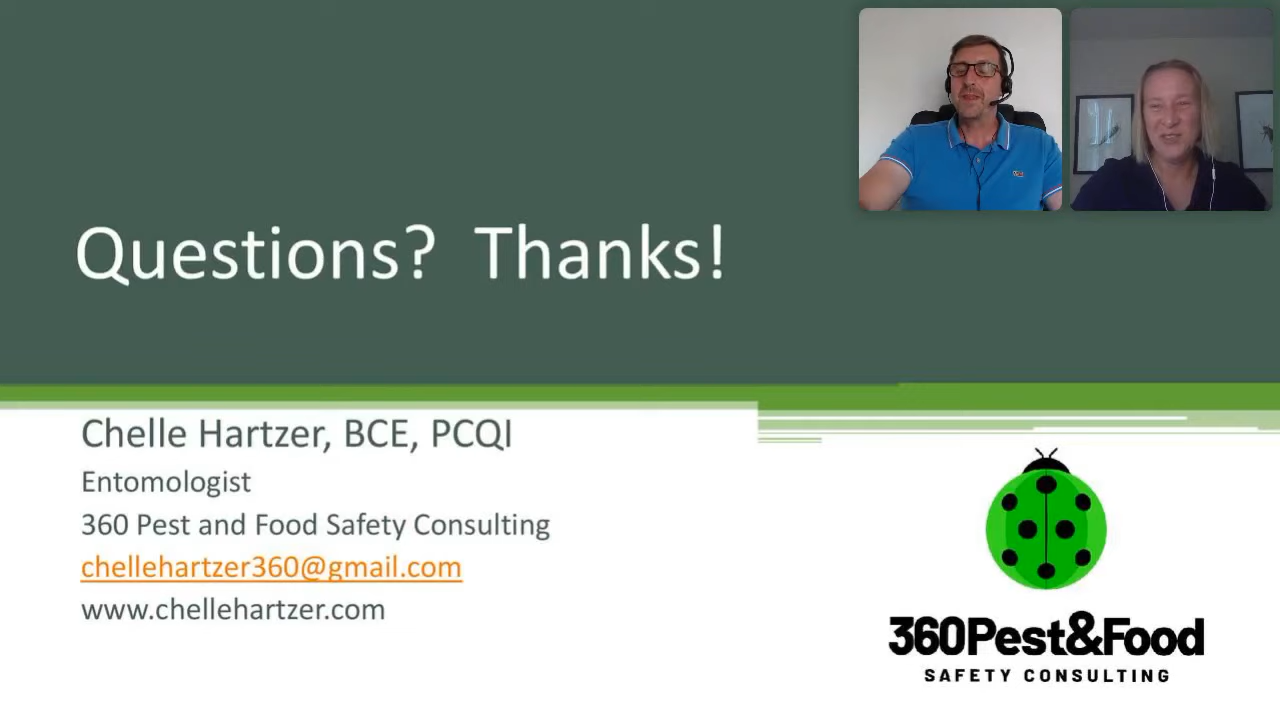 Questions? Thanks!
Chelle Hartzer, BCE, PCQI
Entomologist
360 Pest and Food Safety Consulting
chellehartzer360@gmail.com
www.chellehartzer.com
360Pest&Food
SAFETY CONSULTING